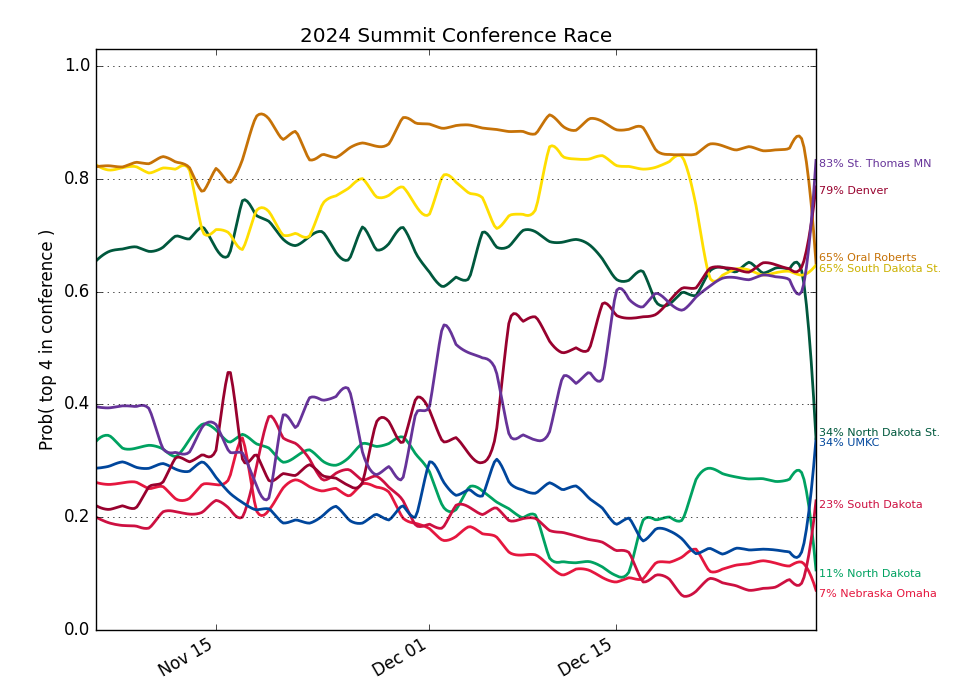 2024 Summit Conference Race
Prob( top 4 in conference )
1.0
0.8
0.6
0.4
0.2
0.0
Nov 15
Dec 01
Dec 15
83% St. Thomas MN
79% Denver
65% Oral Roberts
65% South Dakota St.
34% North Dakota St.
34% UMKC
23% South Dakota
11% North Dakota
7% Nebraska Omaha